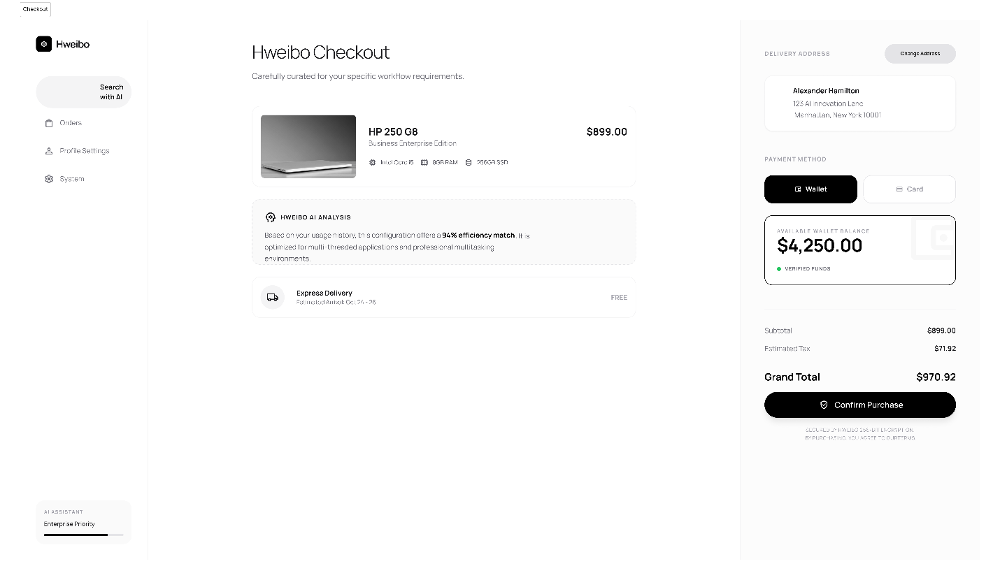 Checkout
Hweibo
Search
with AI
Orders
Profile Settings
System
AI ASSISTANT
Enterprise Priority
Hweibo Checkout
Carefully curated for your specific workflow requirements.
HP 250 G8
$899.00
Business Enterprise Edition
Intel Core i5
8GB RAM
256GB SSD
HWEIBO AI ANALYSIS
Based on your usage history, this configuration offers a 94% efficiency match. It is
optimized for multi-threaded applications and professional multitasking
environments.
Express Delivery
Estimated Arrival: Oct 24 - 26
FREE
DELIVERY ADDRESS
Change Address
Alexander Hamilton
123 AI Innovation Lane
Manhattan, New York 10001
PAYMENT METHOD
Wallet
Card
AVAILABLE WALLET BALANCE
$4,250.00
VERIFIED FUNDS
Subtotal
$899.00
Estimated Tax
$71.92
Grand Total
$970.92
Confirm Purchase
SECURED BY HWEIBO 256-BIT ENCRYPTION.
BY PURCHASING, YOU AGREE TO OUR TERMS.